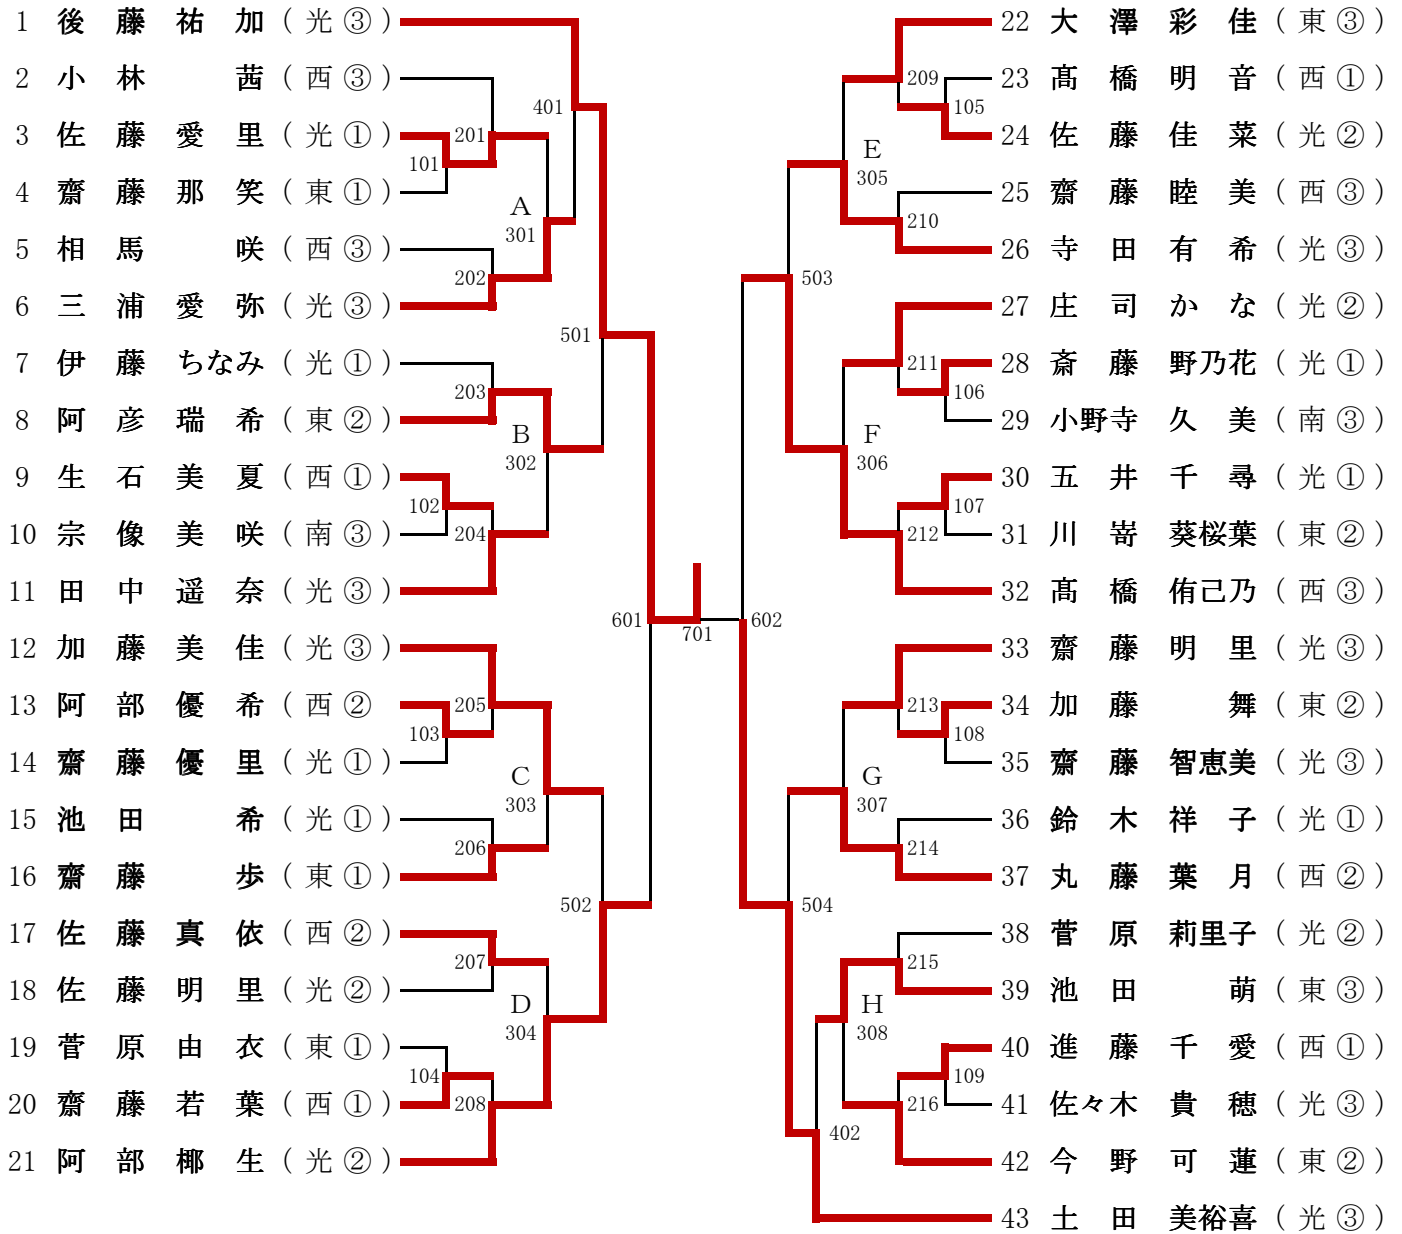 1 後藤祐加 (光③)
2 小林茜 (西③)
3 佐藤愛里 (光①)
4 齋藤那笑 (東①)
5 相馬咲 (西③)
6 三浦愛弥 (光③)
7 伊藤ちなみ (光①)
8 阿彦瑞希 (東②)
9 生石美夏 (西①)
10 宗像美咲 (南③)
11 田中遥奈 (光③)
12 加藤美佳 (光③)
13 阿部優希 (西②
14 齋藤優里 (光①)
15 池田希 (光①)
16 齋藤歩 (東①)
17 佐藤真依 (西②)
18 佐藤明里 (光②)
19 菅原由衣 (東①)
20 齋藤若葉 (西①)
21 阿部椰生 (光②)
101
102
103
104
201
202
203
204
205
206
207
208
A
301
B
302
C
303
D
304
401
501
502
601
701
602
503
504
402
E
305
F
306
G
307
H
308
209
210
211
212
213
214
215
216
105
106
107
108
109
22 大澤彩佳 (東③)
23 髙橋明音 (西①)
24 佐藤佳菜 (光②)
25 齋藤睦美 (西③)
26 寺田有希 (光③)
27 庄司かな (光②)
28 斎藤野乃花 (光①)
29 小野寺久美 (南③)
30 五井千尋 (光①)
31 川嵜葵桜葉 (東②)
32 髙橋侑己乃 (西③)
33 齋藤明里 (光③)
34 加藤舞 (東②)
35 齋藤智恵美 (光③)
36 鈴木祥子 (光①)
37 丸藤葉月 (西②)
38 菅原莉里子 (光②)
39 池田萌 (東③)
40 進藤千愛 (西①)
41 佐々木貴穂 (光③)
42 今野可蓮 (東②)
43 土田美裕喜 (光③)